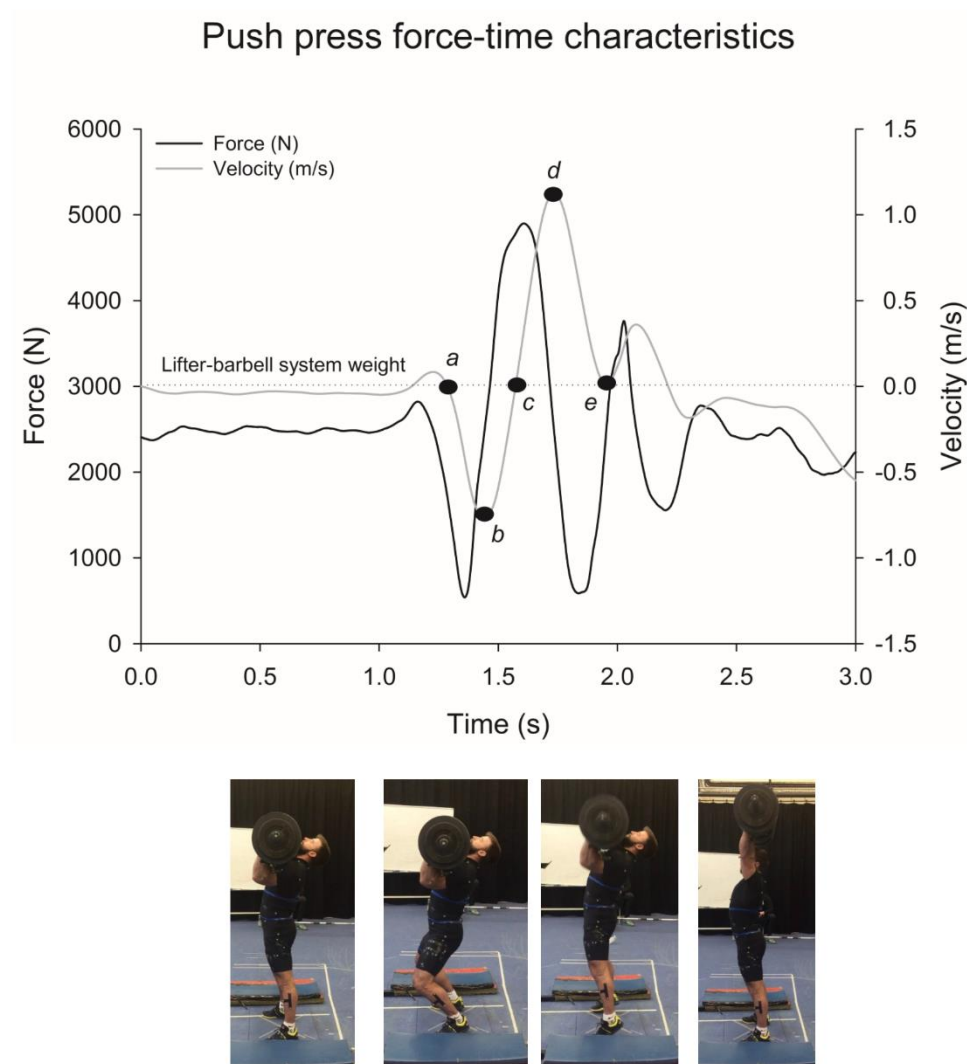 Push press force-time characteristics
6000
5000
4000
3000
2000
1000
0
Force (N)
Force (N)
Velocity (m/s)
Lifter-barbell system weight
a
b
c
d
e
1.5
1.0
0.5
0.0
-0.5
-1.0
-1.5
Velocity (m/s)
0.0 0.5 1.0 1.5 2.0 2.5 3.0
Time (s)